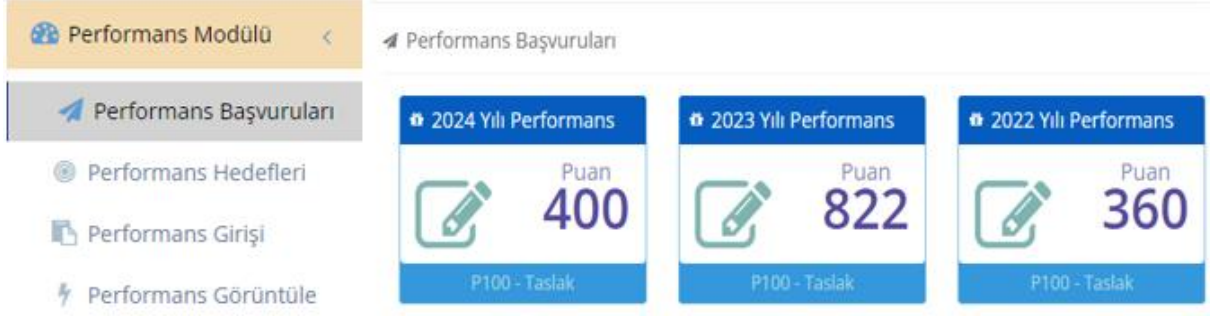 Performans Modülü
Performans Başvuruları
Performans Hedefleri
Performans Girişi
Performans Görüntüle
Performans Başvuruları
2024 Yılı Performans
Puan
400
P100 - Taslak
2023 Yılı Performans
Puan
822
P100 - Taslak
2022 Yılı Performans
Puan
360
P100 - Taslak